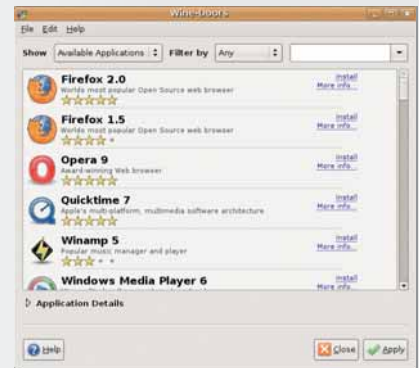 Wine-Doors
File Edit Help
Show Available Applications Filter by Any
Firefox 2.0
Worlds most popular Open Source web browser
Install
More info...
Firefox 1.5
Worlds most popular Open Source web browser
Install
More info...
Opera 9
Award-winning Web browser
Install
More info...
Quicktime 7
Apple's multi-platform, multimedia software architecture
Install
More info...
Winamp 5
Popular music manager and player
Install
More info...
Windows Media Player 6
Install
More info...
Application Details
Help Close Apply